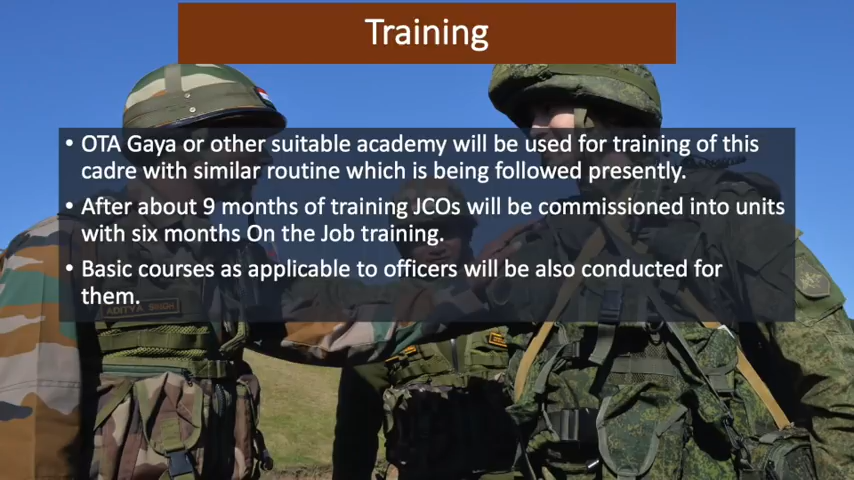 Training
• OTA Gaya or other suitable academy will be used for training of this
cadre with similar routine which is being followed presently.
• After about 9 months of training JCOs will be commissioned into units
with six months On the Job training.
• Basic courses as applicable to officers will be also conducted for
them.
ADITYA SINGH